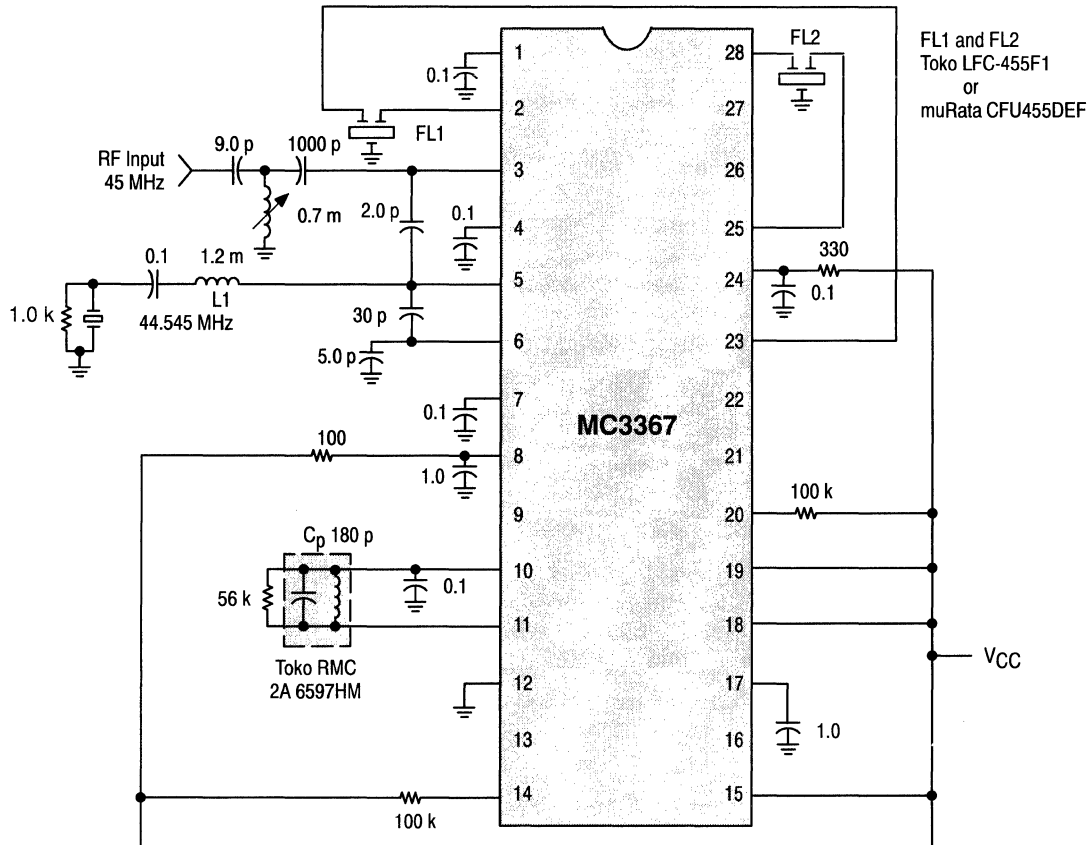 FL1 and FL2
Toko LFC-455F1
or
muRata CFU455DEF
FL2
FL1
0.1
RF Input
45 MHz
9.0 p
1000 p
0.7 m
2.0 p
0.1
0.1
1.2 m
L1
44.545 MHz
1.0 k
30 p
5.0 p
0.1
100
1.0
Cp 180 p
56 k
0.1
Toko RMC
2A 6597HM
100 k
MC3367
1
2
3
4
5
6
7
8
9
10
11
12
13
14
28
27
26
25
24
23
22
21
20
19
18
17
16
15
330
0.1
100 k
VCC
1.0